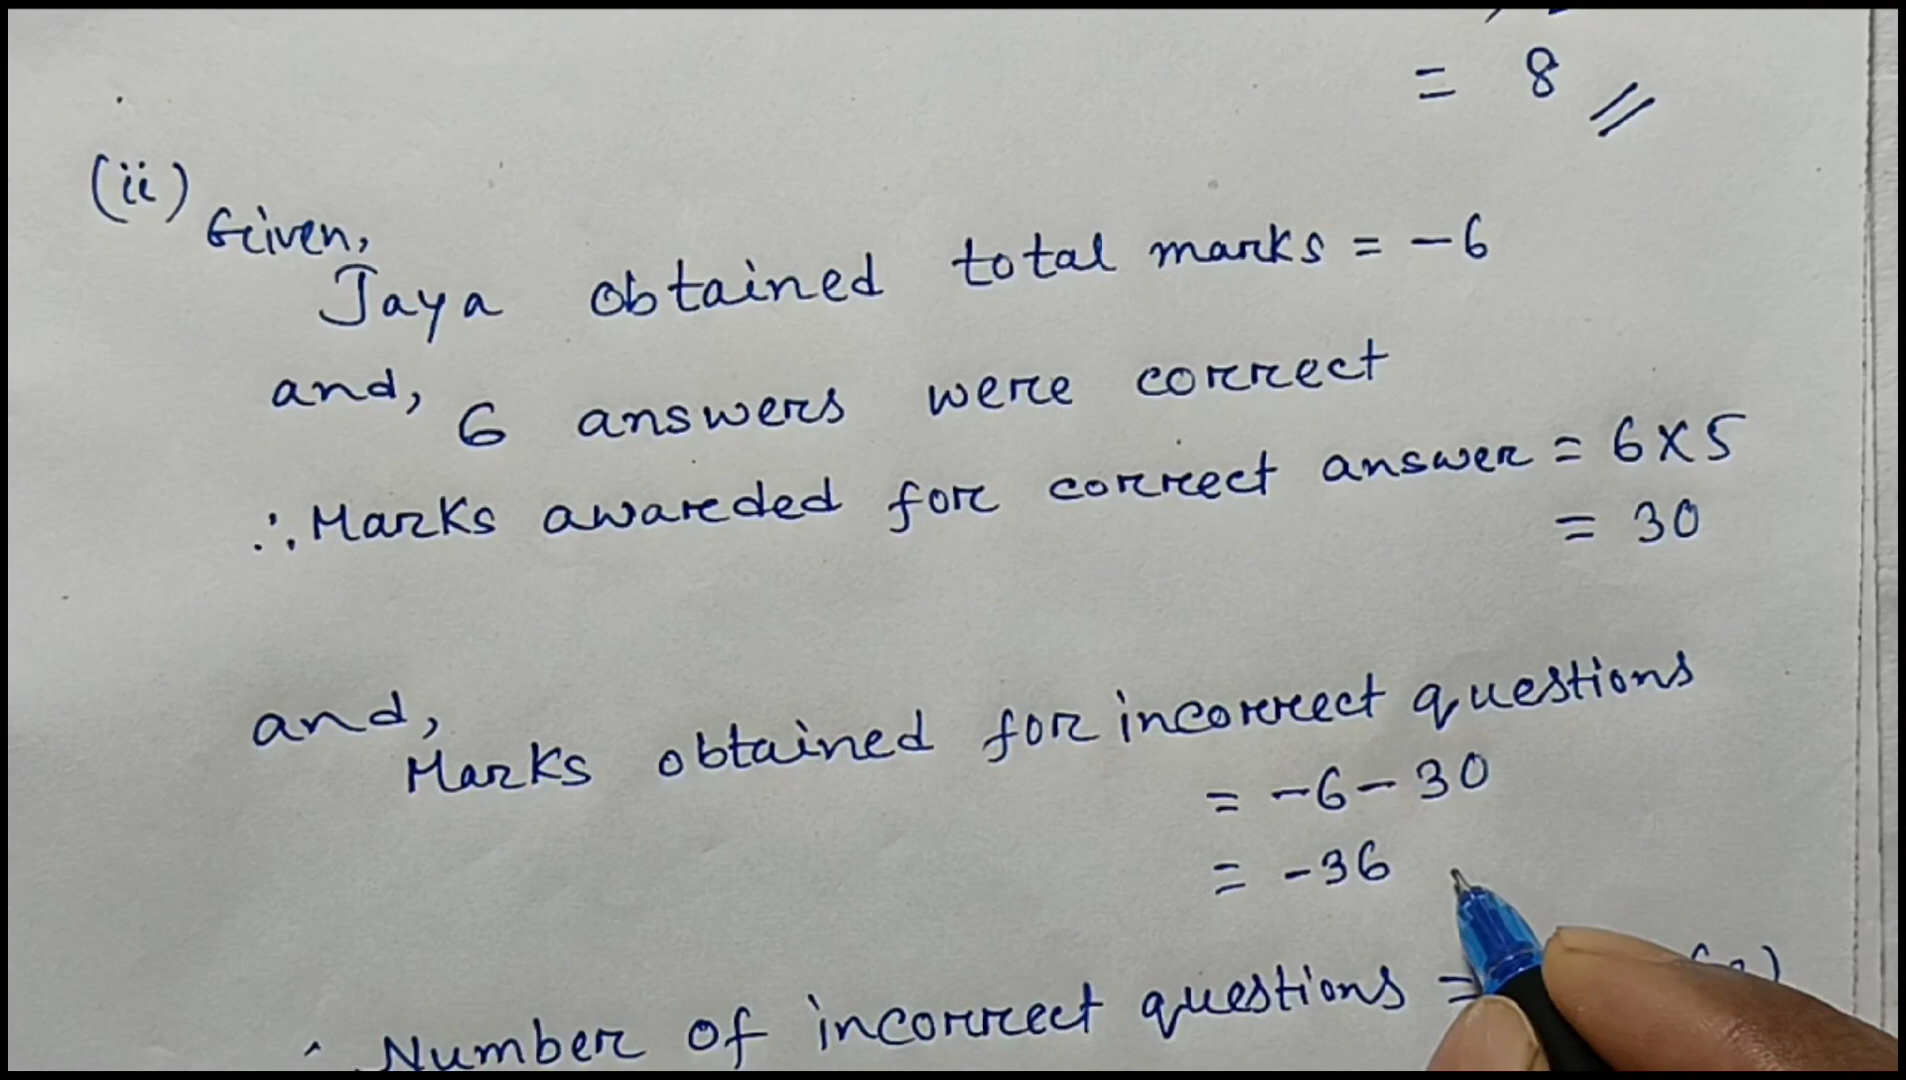 = 8 //
(ii) Given,
Jaya obtained total marks = -6
and, 6 answers were correct
∴ Marks awarded for correct answer = 6×5
= 30
and,
Marks obtained for incorrect questions
= -6-30
= -36
Number of incorrect questions =